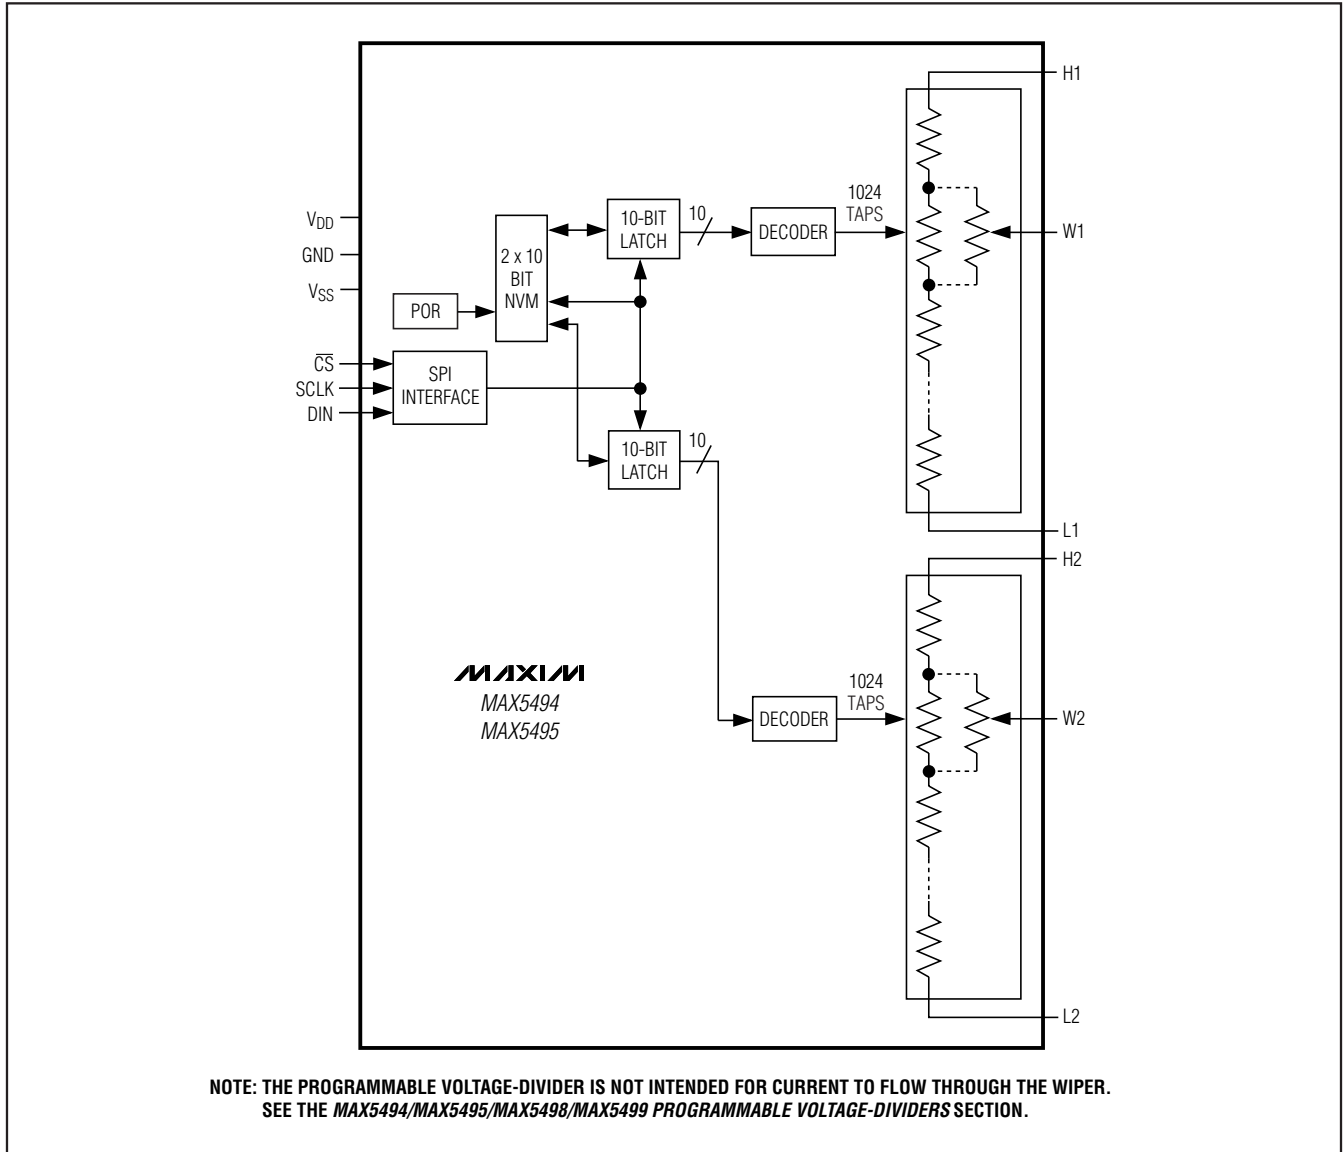 H1
1024
TAPS
10
10-BIT
LATCH
DECODER
W1
VDD
GND
VSS
2 x 10
BIT
NVM
POR
CS
SCLK
DIN
SPI
INTERFACE
10
10-BIT
LATCH
L1
H2
MAXIM
MAX5494
MAX5495
1024
TAPS
DECODER
W2
L2
NOTE: THE PROGRAMMABLE VOLTAGE-DIVIDER IS NOT INTENDED FOR CURRENT TO FLOW THROUGH THE WIPER.
SEE THE MAX5494/MAX5495/MAX5498/MAX5499 PROGRAMMABLE VOLTAGE-DIVIDERS SECTION.